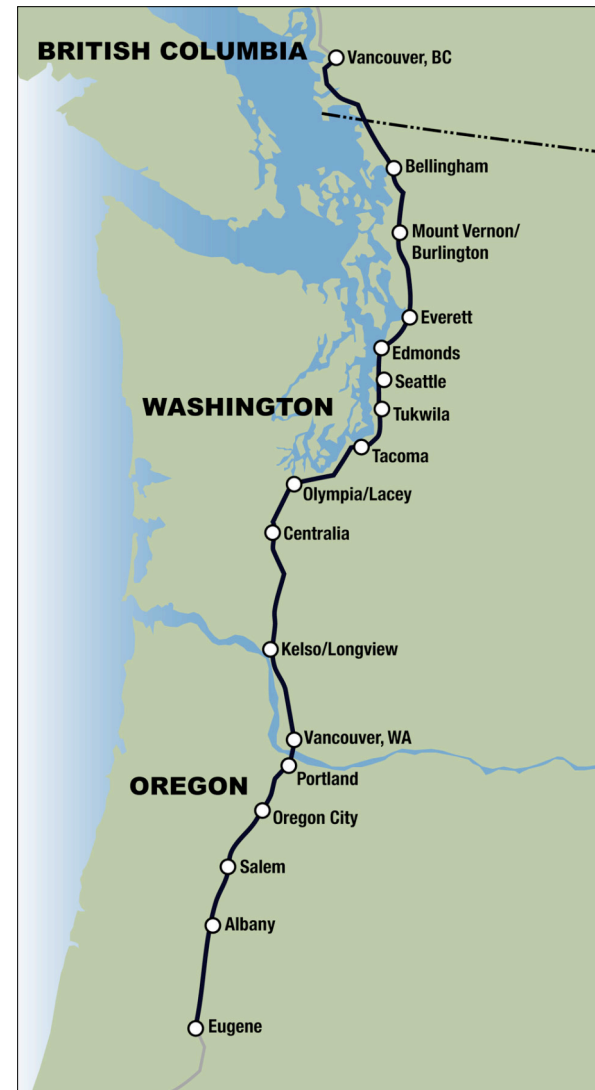 BRITISH COLUMBIA
Vancouver, BC
Bellingham
Mount Vernon/
Burlington
Everett
Edmonds
Seattle
WASHINGTON
Tukwila
Tacoma
Olympia/Lacey
Centralia
Kelso/Longview
Vancouver, WA
Portland
OREGON
Oregon City
Salem
Albany
Eugene